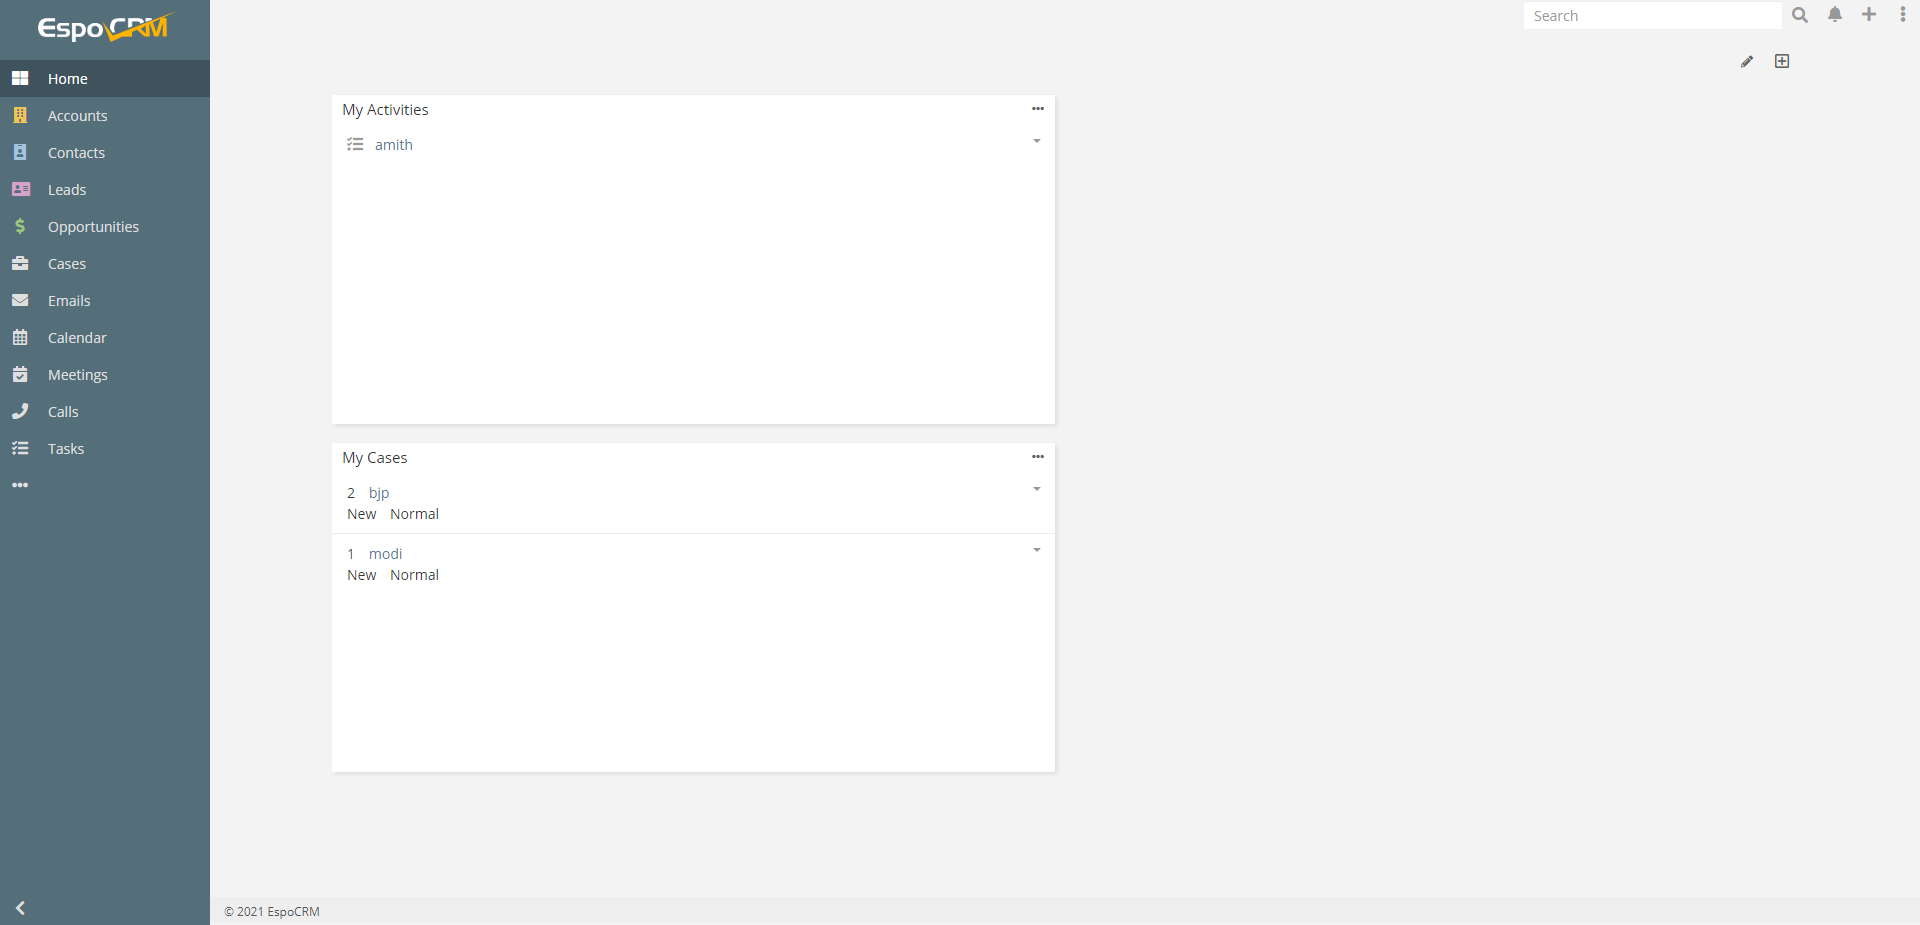 EspoCRM
Search
Home
Accounts
Contacts
Leads
Opportunities
Cases
Emails
Calendar
Meetings
Calls
Tasks
My Activities
amith
My Cases
2 bjp
New Normal
1 modi
New Normal
© 2021 EspoCRM